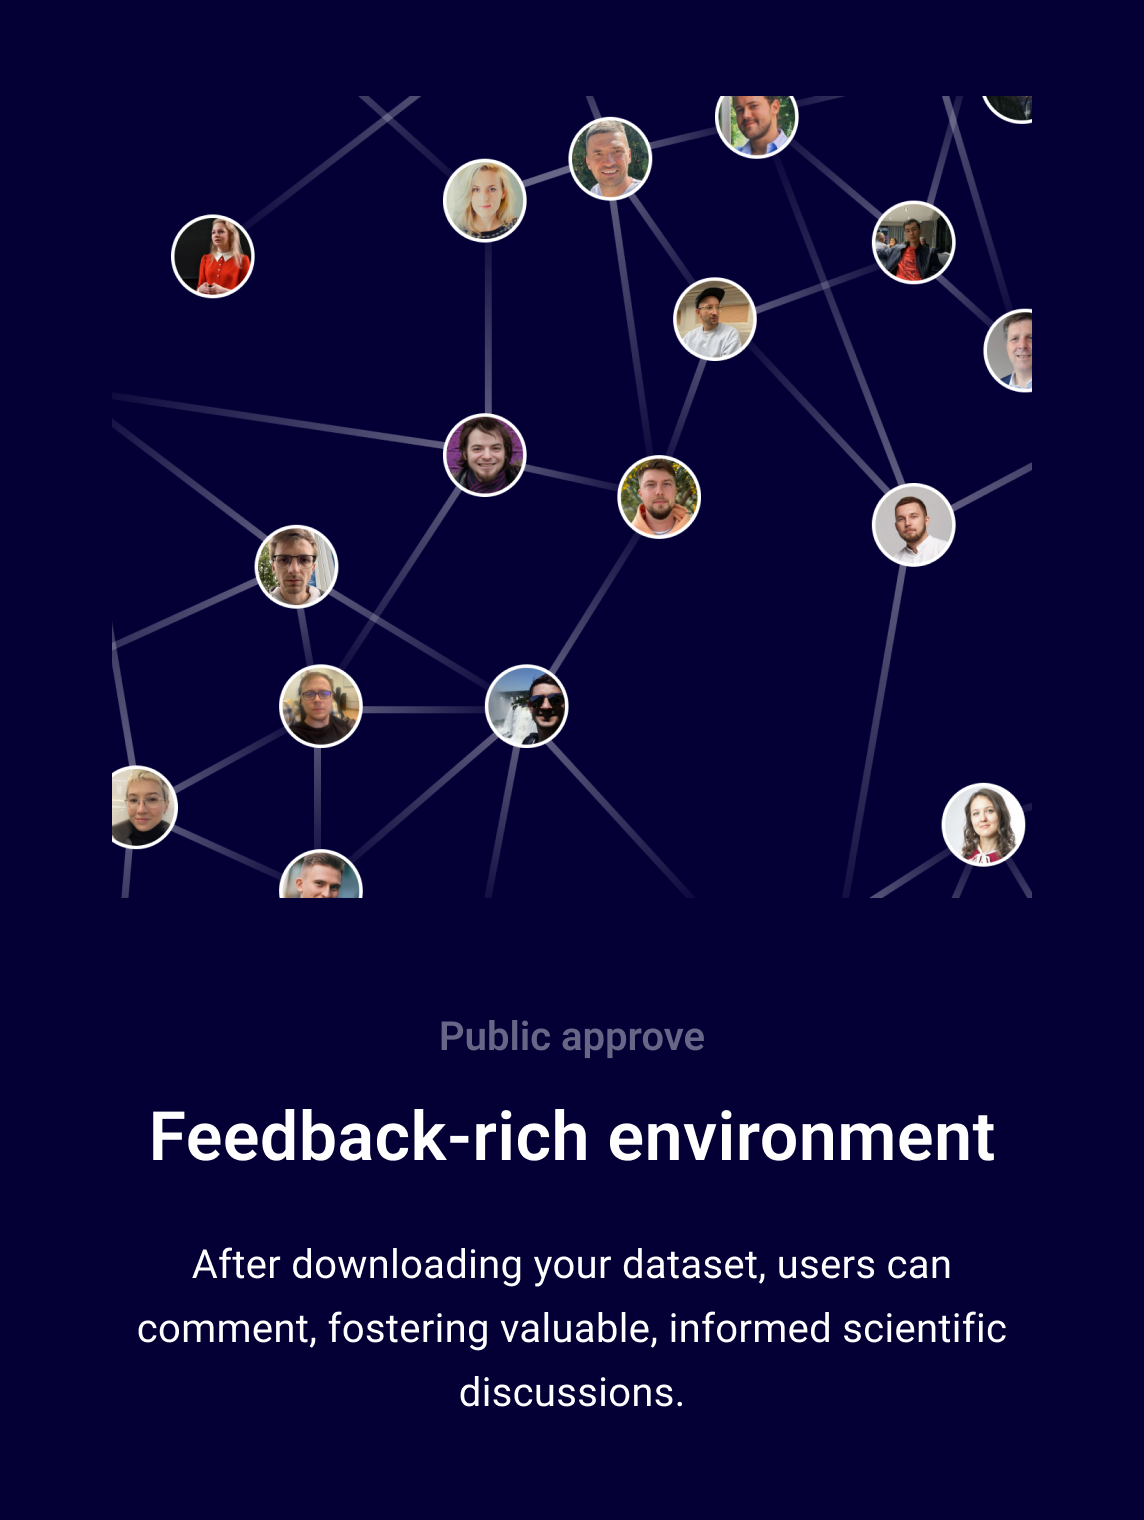 Public approve
Feedback-rich environment
After downloading your dataset, users can
comment, fostering valuable, informed scientific
discussions.